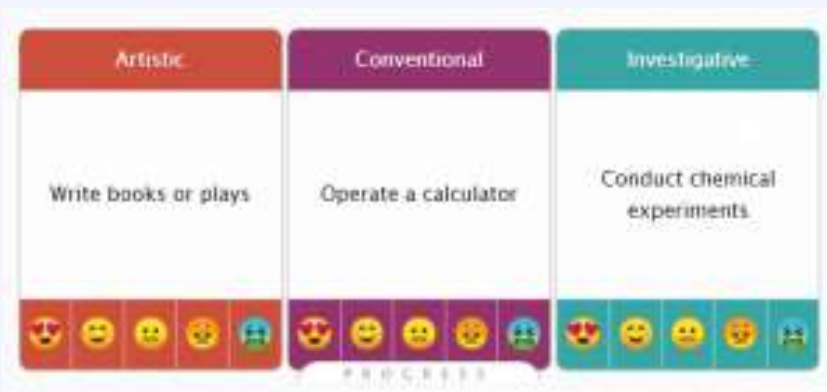 Artistic
Conventional
Investigative
Write books or plays
Operate a calculator
Conduct chemical
experiments
PROGRESS